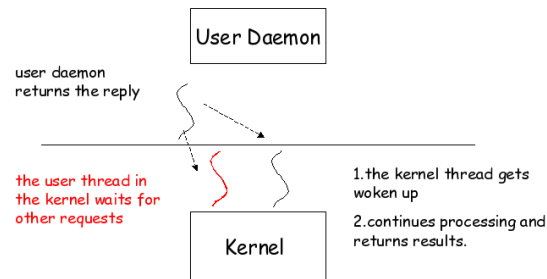 User Daemon
user daemon
returns the reply
the user thread in
the kernel waits for
other requests
1.the kernel thread gets
woken up
2.continues processing and
returns results.
Kernel